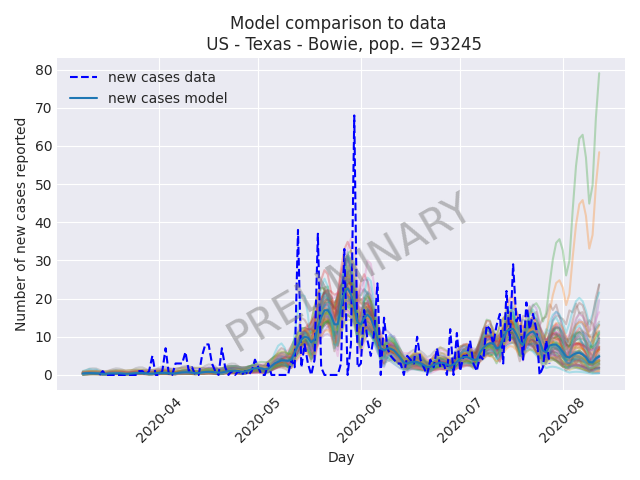 Model comparison to data
US - Texas - Bowie, pop. = 93245
new cases data
new cases model
PRELIMINARY
Number of new cases reported
80
70
60
50
40
30
20
10
0
2020-04
2020-05
2020-06
2020-07
2020-08
Day